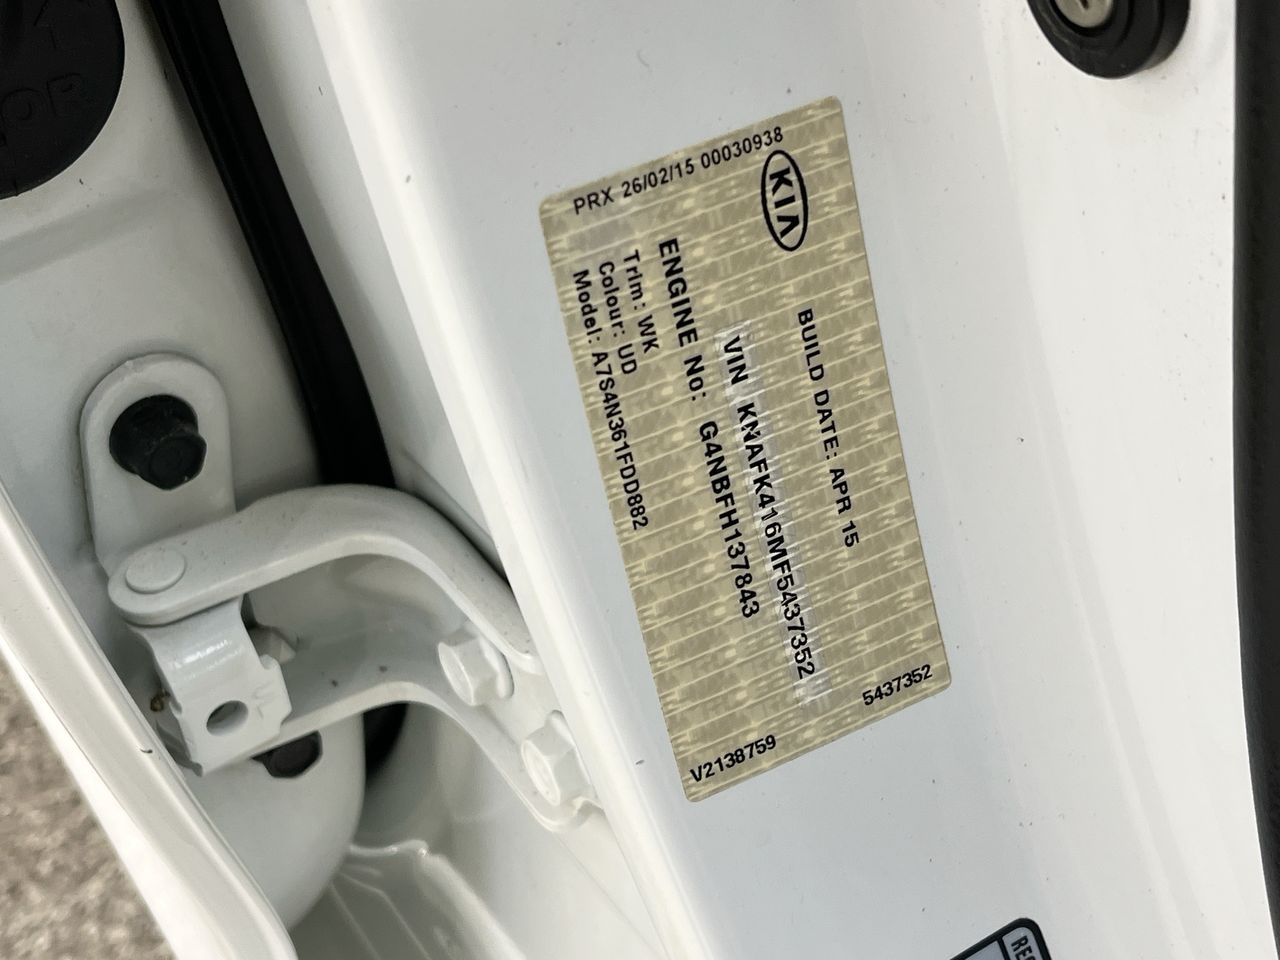 PRX 26/02/15 00030938
KIA
BUILD DATE: APR 15
VIN KNAFK416MF5437352
ENGINE No: G4NBFH137843
Trim: WK
Colour: UD
Model: A7S4N361FDD882
V2138759
5437352